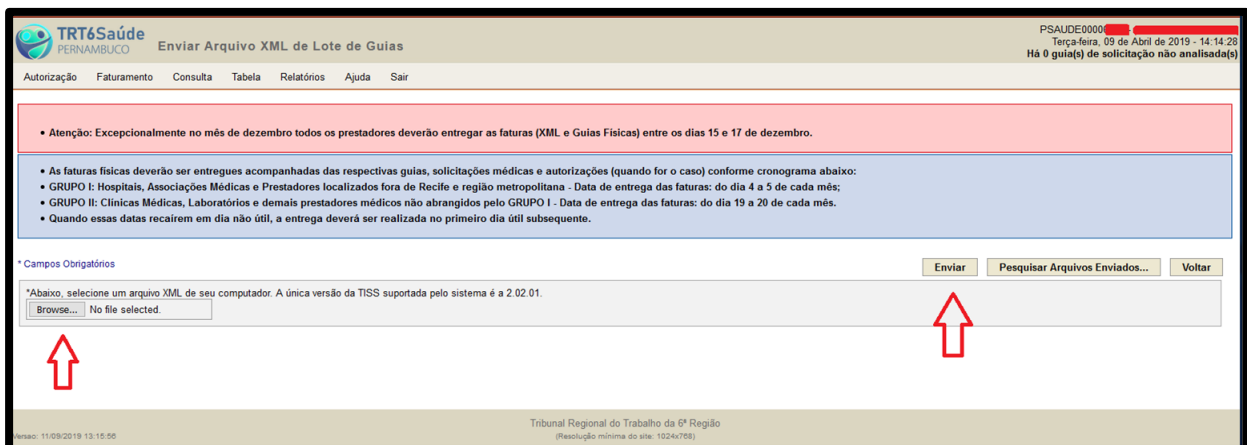 TRT6Saúde
PERNAMBUCO
Enviar Arquivo XML de Lote de Guias
PSAUDE0000
Terça-feira, 09 de Abril de 2019 - 14:14:28
Há 0 guia(s) de solicitação não analisada(s)
Autorização Faturamento Consulta Tabela Relatórios Ajuda Sair
• Atenção: Excepcionalmente no mês de dezembro todos os prestadores deverão entregar as faturas (XML e Guias Físicas) entre os dias 15 e 17 de dezembro.
• As faturas físicas deverão ser entregues acompanhadas das respectivas guias, solicitações médicas e autorizações (quando for o caso) conforme cronograma abaixo:
• GRUPO I: Hospitais, Associações Médicas e Prestadores localizados fora de Recife e região metropolitana - Data de entrega das faturas: do dia 4 a 5 de cada mês;
• GRUPO II: Clínicas Médicas, Laboratórios e demais prestadores médicos não abrangidos pelo GRUPO I - Data de entrega das faturas: do dia 19 a 20 de cada mês.
• Quando essas datas recaírem em dia não útil, a entrega deverá ser realizada no primeiro dia útil subsequente.
* Campos Obrigatórios
Enviar Pesquisar Arquivos Enviados... Voltar
*Abaixo, selecione um arquivo XML de seu computador. A única versão da TISS suportada pelo sistema é a 2.02.01.
Browse... No file selected.
Tribunal Regional do Trabalho da 6ª Região
(Resolução mínima do site: 1024x768)
Versao: 11/09/2019 13:15:56